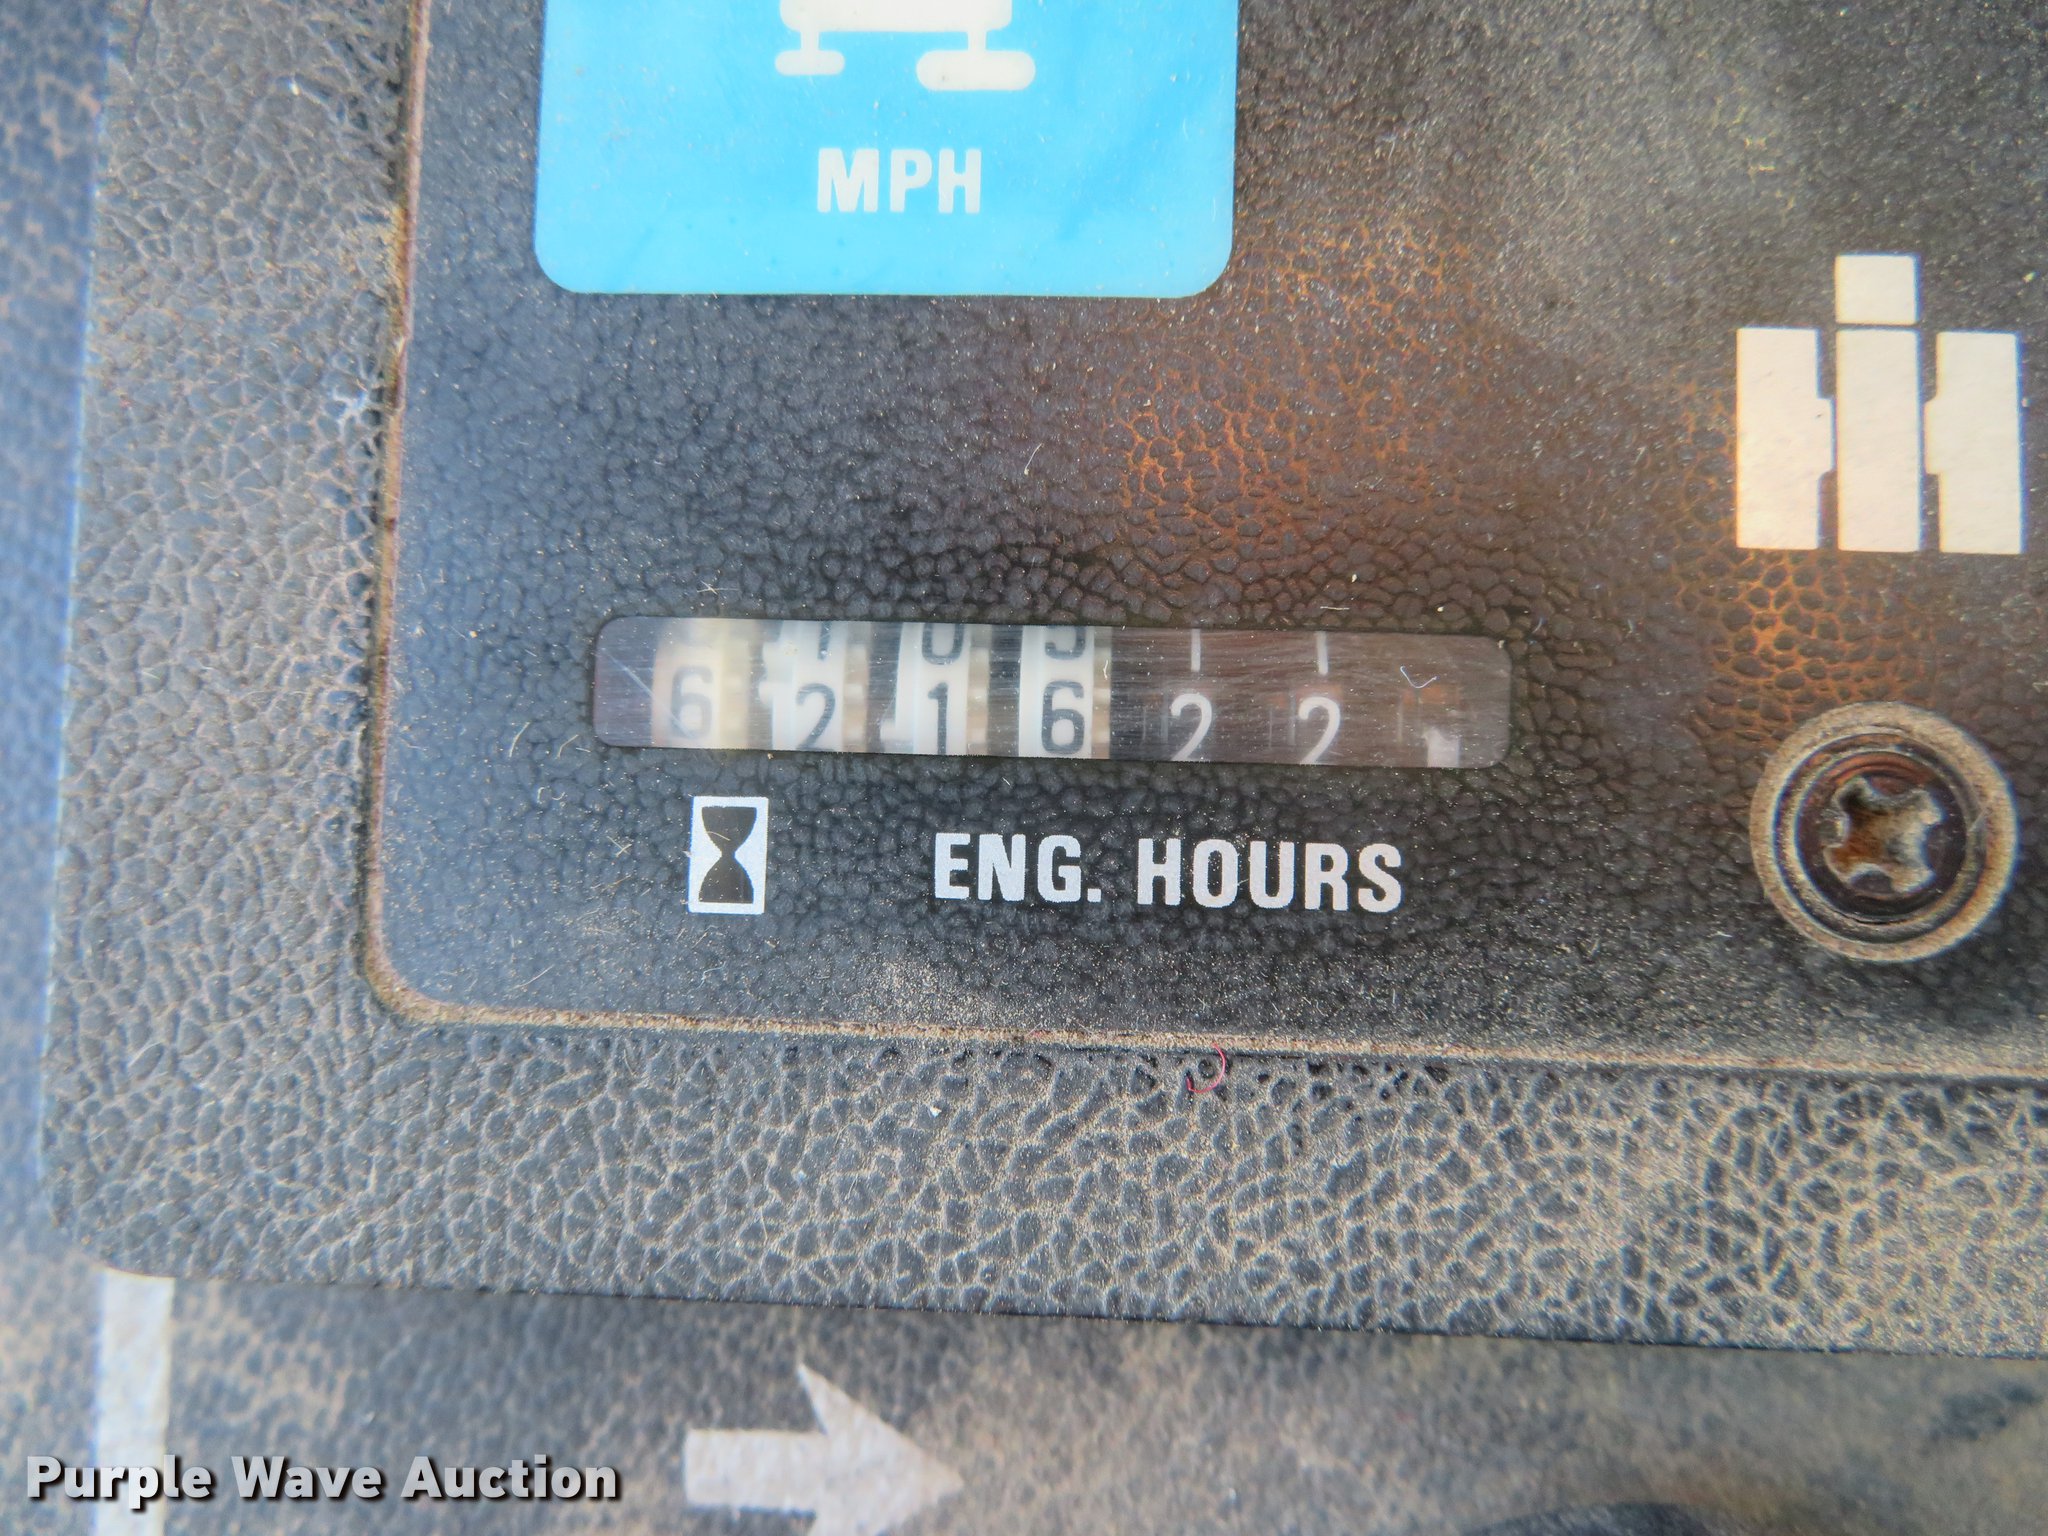 MPH
621622
ENG. HOURS
Purple Wave Auction